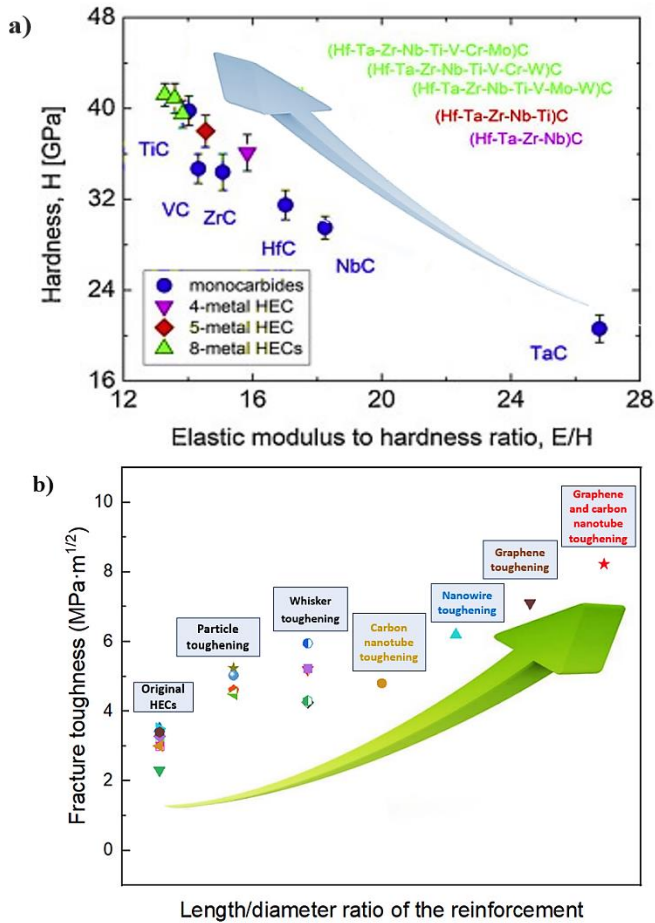 a)
48
40
32
24
16
Hardness, H [GPa]
(Hf-Ta-Zr-Nb-Ti-V-Cr-Mo)C
(Hf-Ta-Zr-Nb-Ti-V-Cr-W)C
(Hf-Ta-Zr-Nb-Ti-V-Mo-W)C
(Hf-Ta-Zr-Nb-Ti)C
(Hf-Ta-Zr-Nb)C
TiC
VC
ZrC
HfC
NbC
TaC
monocarbides
4-metal HEC
5-metal HEC
8-metal HECs
12 16 20 24 28
Elastic modulus to hardness ratio, E/H
b)
10
8
6
4
2
0
Fracture toughness (MPa·m1/2)
Graphene
and carbon
nanotube
toughening
Graphene
toughening
Nanowire
toughening
Whisker
toughening
Carbon
nanotube
toughening
Particle
toughening
Original
HECs
Length/diameter ratio of the reinforcement